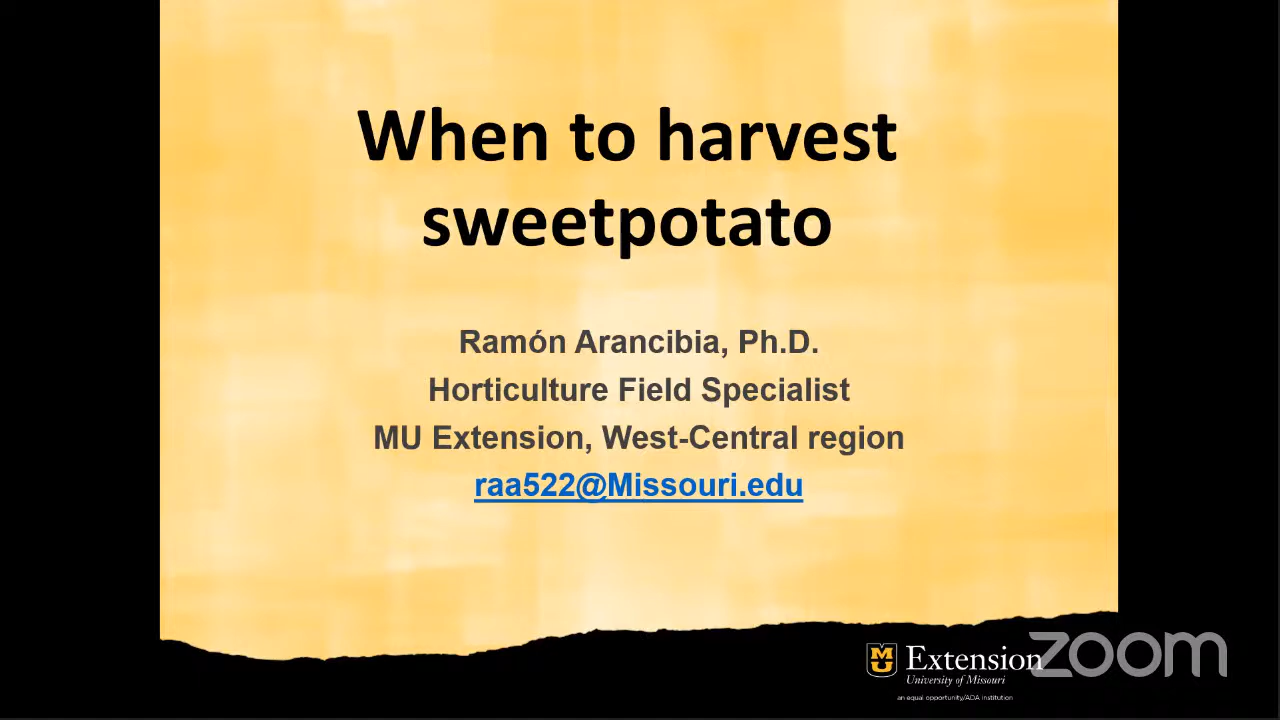 When to harvest
sweetpotato
Ramón Arancibia, Ph.D.
Horticulture Field Specialist
MU Extension, West-Central region
raa522@Missouri.edu
MU Extension
University of Missouri
an equal opportunity/ADA institution
zoom